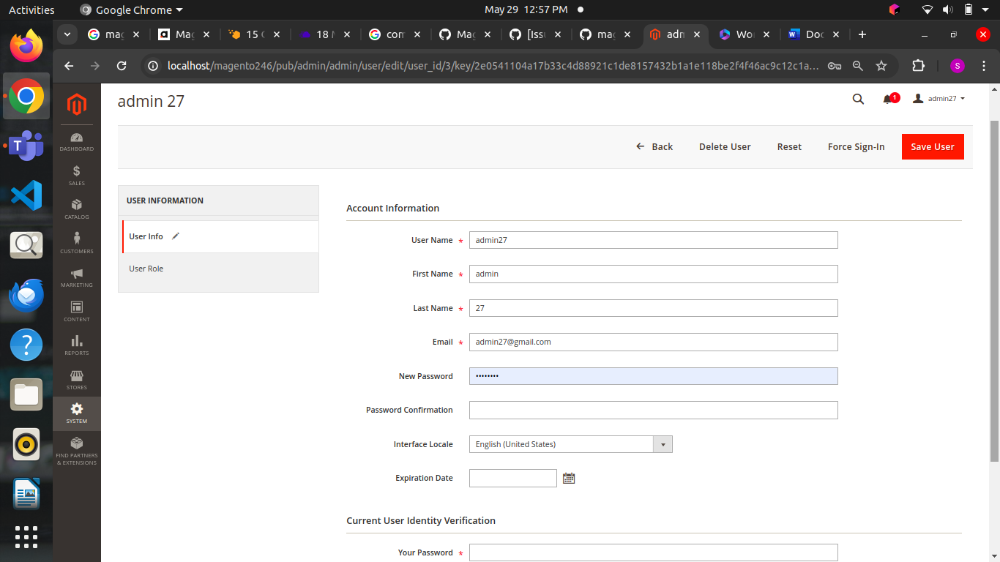 Activities
Google Chrome
May 29 12:57 PM
mag
Mag
15 C
18 M
com
Mag
[Issu
mag
adm
Wor
Doc
localhost/magento246/pub/admin/admin/user/edit/user_id/3/key/2e0541104a17b33c4d88921c1de8157432b1a1e118be2f4f46ac9c12c1a...
S
admin 27
1
admin27
DASHBOARD
SALES
CATALOG
CUSTOMERS
MARKETING
CONTENT
REPORTS
STORES
SYSTEM
FIND PARTNERS
& EXTENSIONS
Back
Delete User
Reset
Force Sign-In
Save User
USER INFORMATION
User Info
User Role
Account Information
User Name * admin27
First Name * admin
Last Name * 27
Email * admin27@gmail.com
New Password ••••••••
Password Confirmation
Interface Locale English (United States)
Expiration Date
Current User Identity Verification
Your Password *